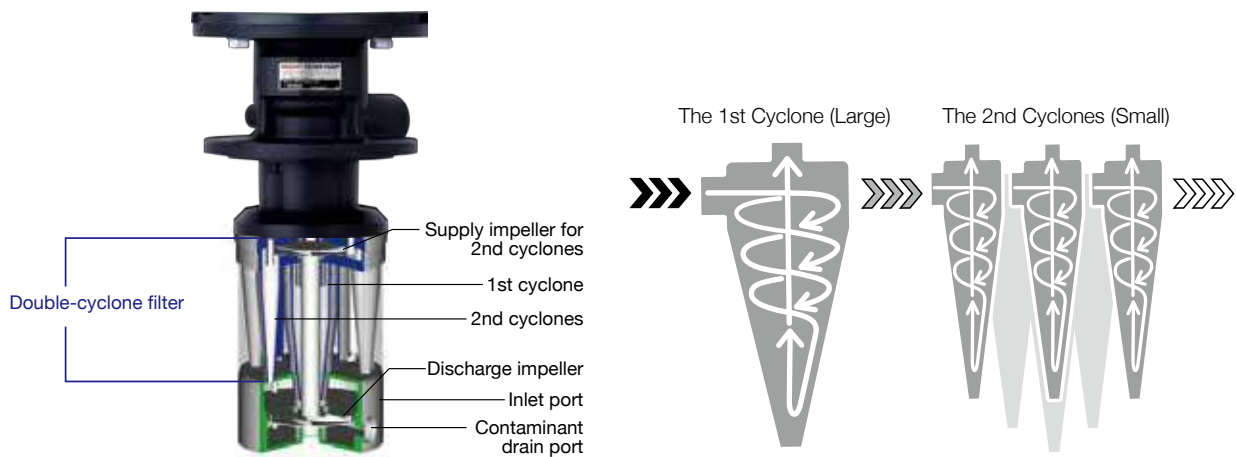 The 1st Cyclone (Large)
The 2nd Cyclones (Small)
Supply impeller for
2nd cyclones
1st cyclone
Double-cyclone filter
2nd cyclones
Discharge impeller
Inlet port
Contaminant
drain port